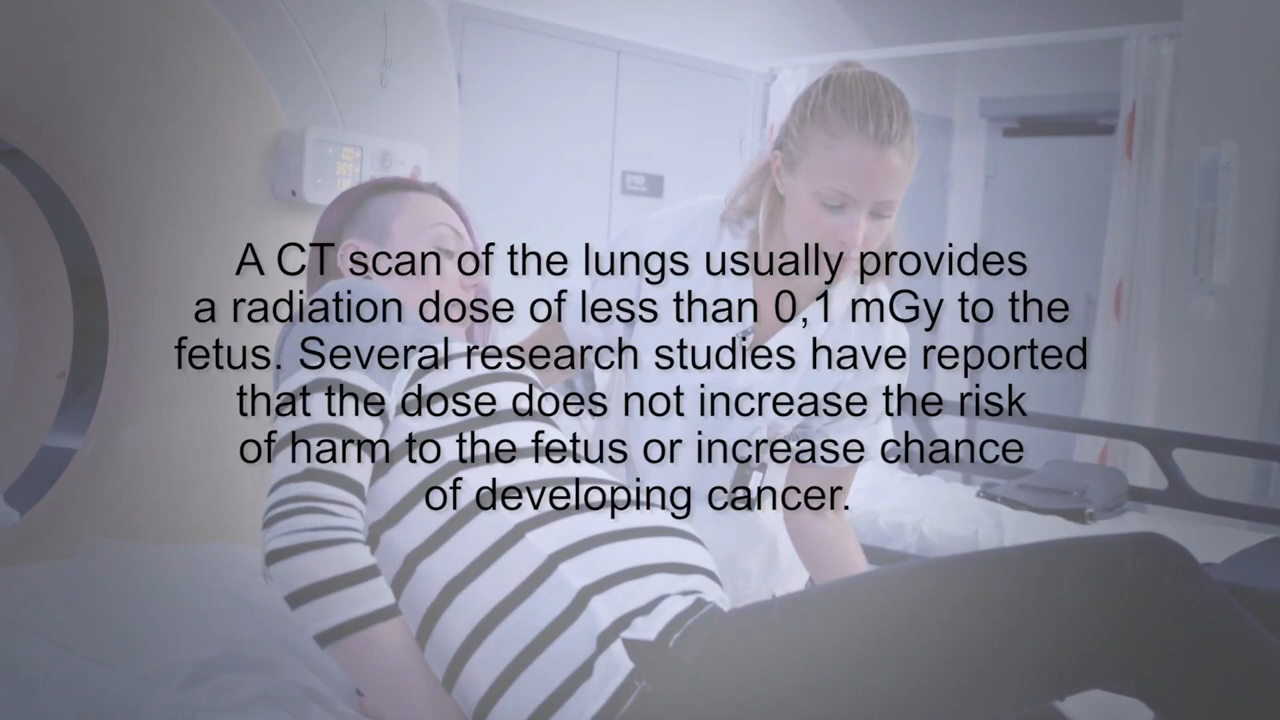 A CT scan of the lungs usually provides
a radiation dose of less than 0,1 mGy to the
fetus. Several research studies have reported
that the dose does not increase the risk
of harm to the fetus or increase chance
of developing cancer.